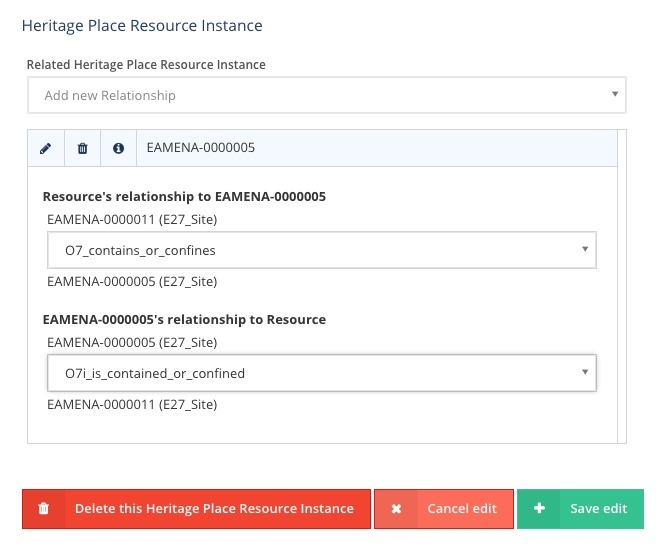 Heritage Place Resource Instance
Related Heritage Place Resource Instance
Add new Relationship
EAMENA-0000005
Resource's relationship to EAMENA-0000005
EAMENA-0000011 (E27_Site)
O7_contains_or_confines
EAMENA-0000005 (E27_Site)
EAMENA-0000005's relationship to Resource
EAMENA-0000005 (E27_Site)
O7i_is_contained_or_confined
EAMENA-0000011 (E27_Site)
Delete this Heritage Place Resource Instance
Cancel edit
Save edit